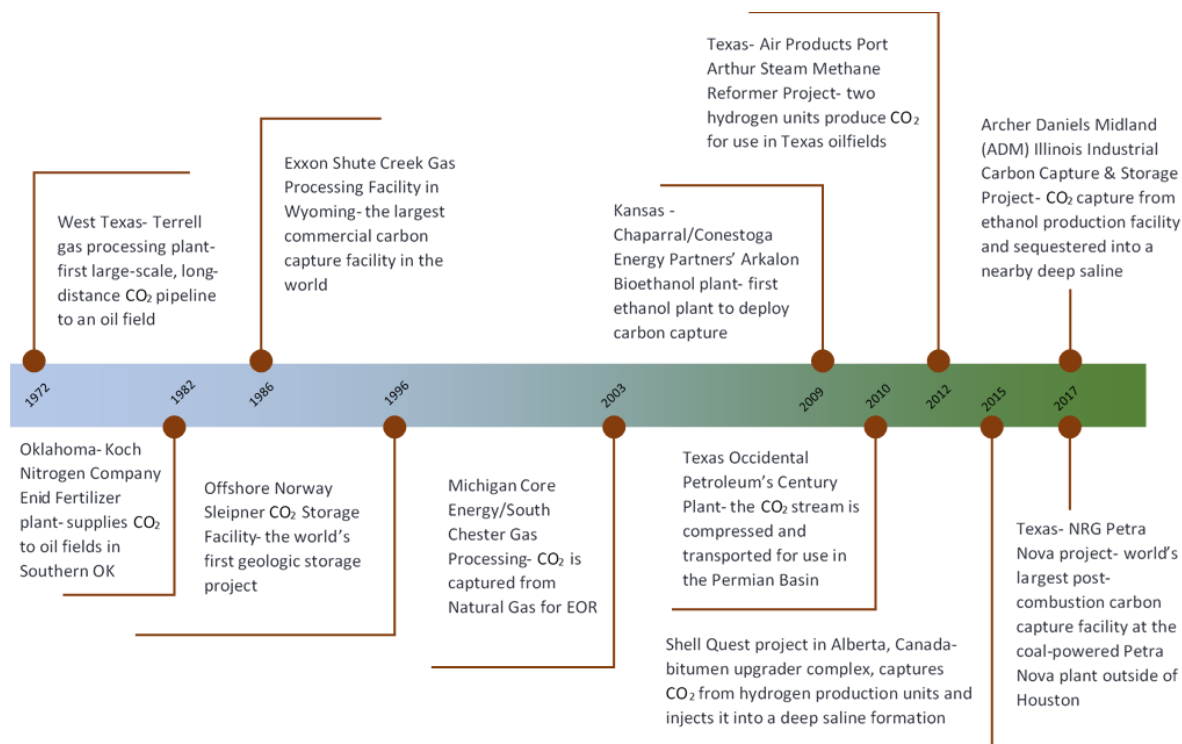 Texas- Air Products Port
Arthur Steam Methane
Reformer Project- two
hydrogen units produce CO₂
for use in Texas oilfields
Archer Daniels Midland
(ADM) Illinois Industrial
Carbon Capture & Storage
Project- CO₂ capture from
ethanol production facility
and sequestered into a
nearby deep saline
Exxon Shute Creek Gas
Processing Facility in
Wyoming- the largest
commercial carbon
capture facility in the
world
West Texas- Terrell
gas processing plant-
first large-scale, long-
distance CO₂ pipeline
to an oil field
Kansas -
Chaparral/Conestoga
Energy Partners’ Arkalon
Bioethanol plant- first
ethanol plant to deploy
carbon capture
1972
1982
1986
1996
2003
2009
2010
2012
2015
2017
Oklahoma- Koch
Nitrogen Company
Enid Fertilizer
plant- supplies CO₂
to oil fields in
Southern OK
Offshore Norway
Sleipner CO₂ Storage
Facility- the world’s
first geologic storage
project
Michigan Core
Energy/South
Chester Gas
Processing- CO₂ is
captured from
Natural Gas for EOR
Texas Occidental
Petroleum’s Century
Plant- the CO₂ stream is
compressed and
transported for use in
the Permian Basin
Shell Quest project in Alberta, Canada-
bitumen upgrader complex, captures
CO₂ from hydrogen production units and
injects it into a deep saline formation
Texas- NRG Petra
Nova project- world’s
largest post-
combustion carbon
capture facility at the
coal-powered Petra
Nova plant outside of
Houston